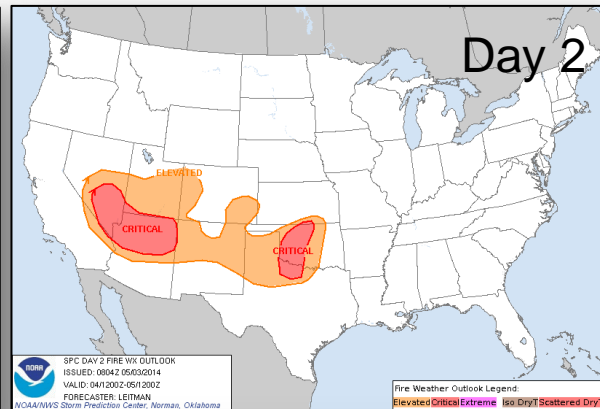 Day 2
ELEVATED
CRITICAL
CRITICAL
NOAA
SPC DAY 2 FIRE WX OUTLOOK
ISSUED: 0804Z 05/03/2014
VALID: 04/1200Z-05/1200Z
FORECASTER: LEITMAN
NOAA/NWS Storm Prediction Center, Norman, Oklahoma
Fire Weather Outlook Legend:
Elevated Critical Extreme Iso DryT Scattered DryT